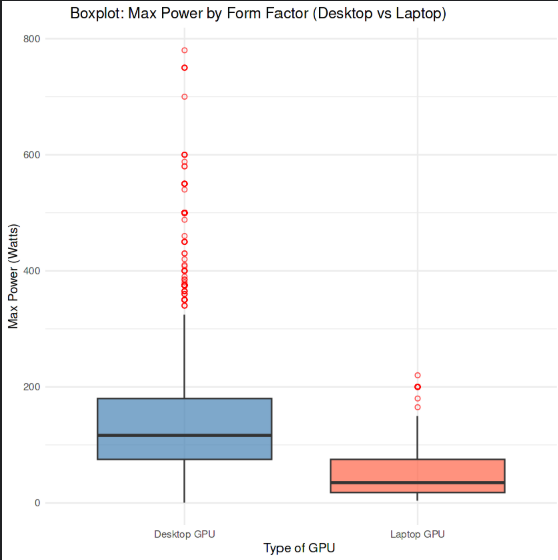 Boxplot: Max Power by Form Factor (Desktop vs Laptop)
Max Power (Watts)
800
600
400
200
0
Desktop GPU
Laptop GPU
Type of GPU